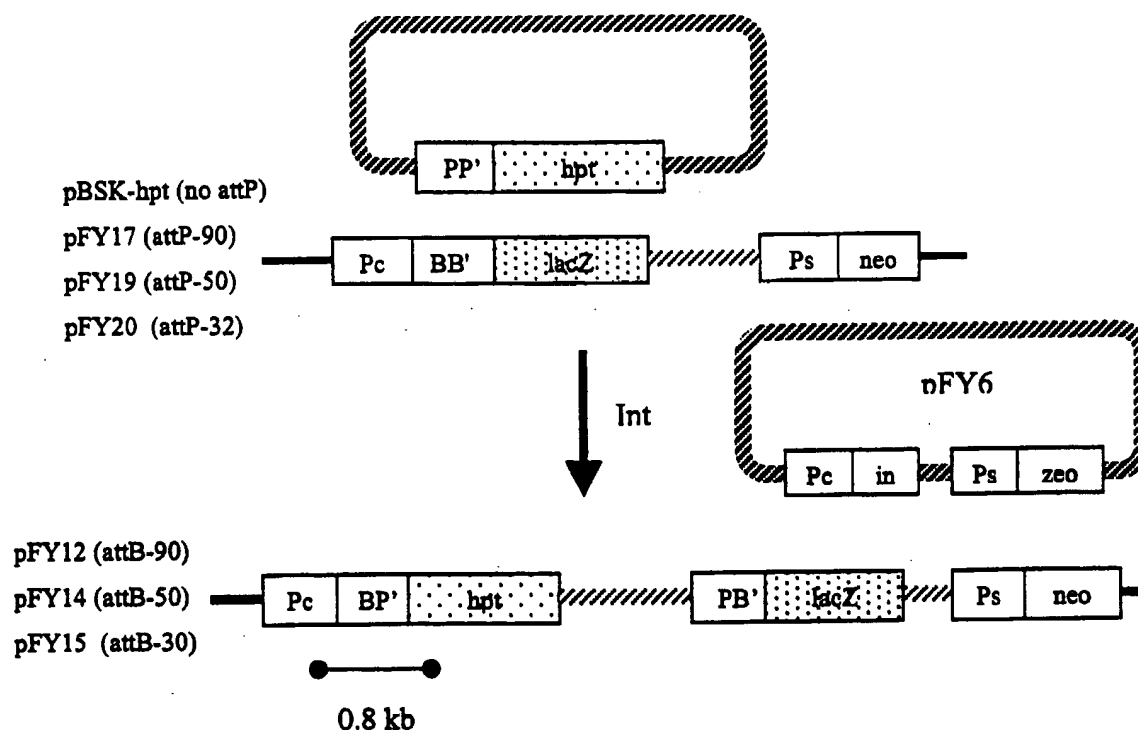 PP' hpt
pBSK-hpt (no attP)
pFY17 (attP-90)
pFY19 (attP-50)
pFY20 (attP-32)
Pc BB' lacZ Ps neo
Int
pFY6
Pc in Ps zeo
pFY12 (attB-90)
pFY14 (attB-50)
pFY15 (attB-30)
Pc BP' hpt PB' lacZ Ps neo
0.8 kb